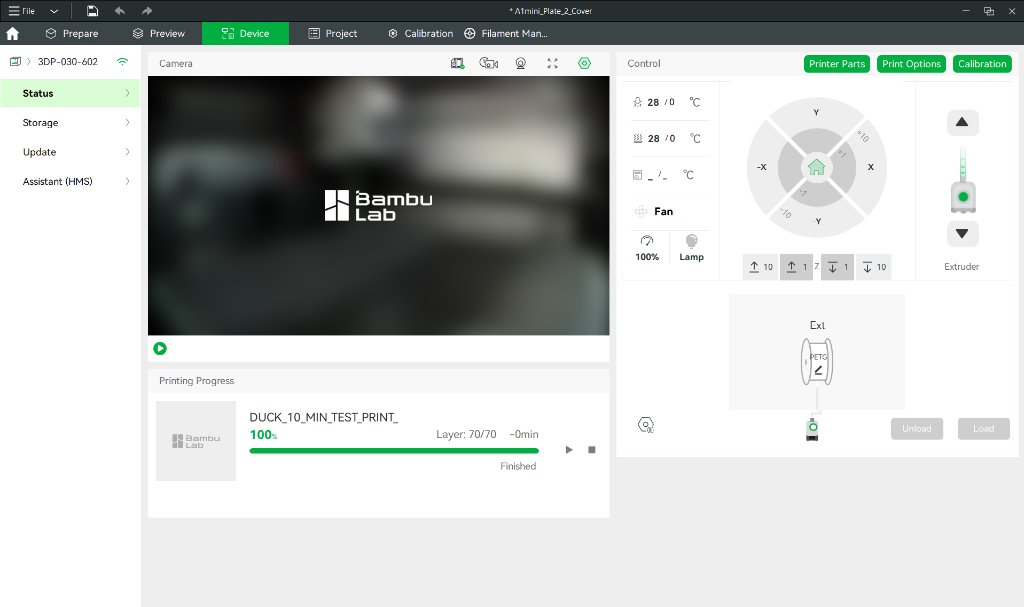 File
* A1mini_Plate_2_Cover
Prepare
Preview
Device
Project
Calibration
Filament Man...
3DP-030-602
Status
Storage
Update
Assistant (HMS)
Camera
Bambu
Lab
Printing Progress
Bambu
Lab
DUCK_10_MIN_TEST_PRINT_
100%
Layer: 70/70 -0min
Finished
Control
Printer Parts
Print Options
Calibration
28 / 0 °C
28 / 0 °C
_ / _ °C
Fan
100%
Lamp
Y
+10
+1
-X
X
-1
-10
-Y
10
1
Z
1
10
Extruder
Ext
PETG
Unload
Load